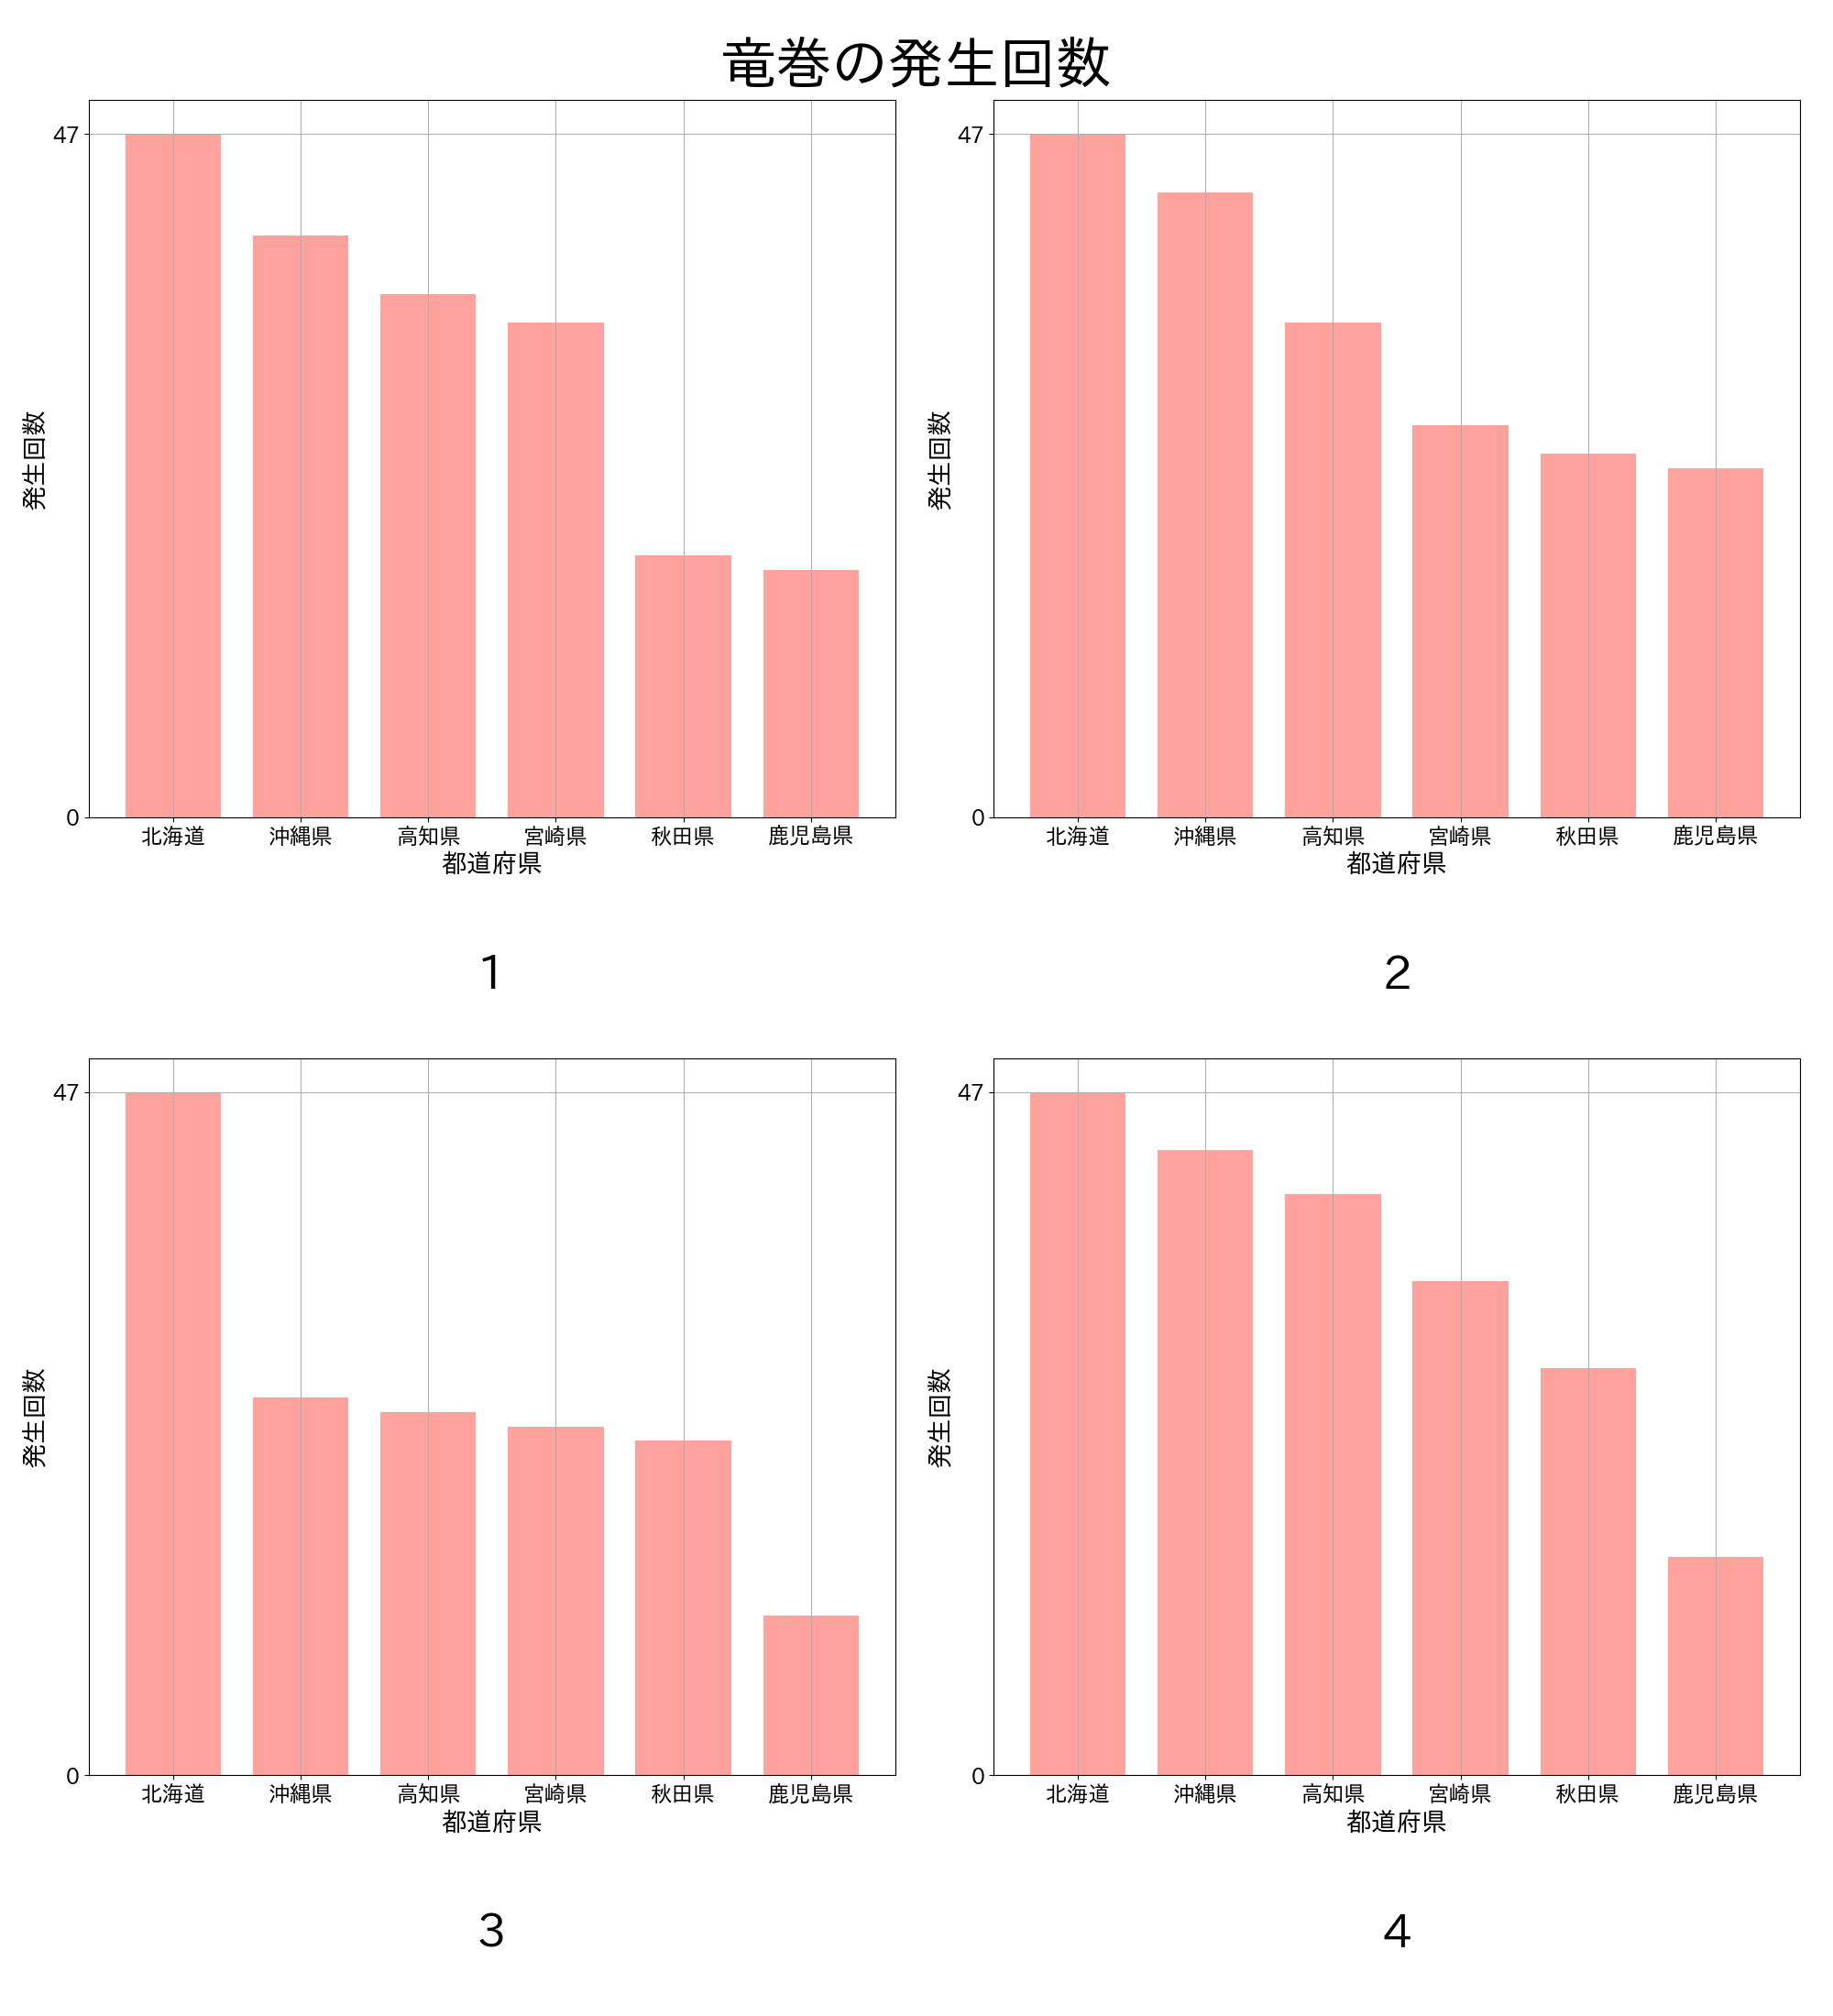 竜巻の発生回数
47
0
発生回数
北海道 沖縄県 高知県 宮崎県 秋田県 鹿児島県
都道府県
1
47
0
発生回数
北海道 沖縄県 高知県 宮崎県 秋田県 鹿児島県
都道府県
2
47
0
発生回数
北海道 沖縄県 高知県 宮崎県 秋田県 鹿児島県
都道府県
3
47
0
発生回数
北海道 沖縄県 高知県 宮崎県 秋田県 鹿児島県
都道府県
4